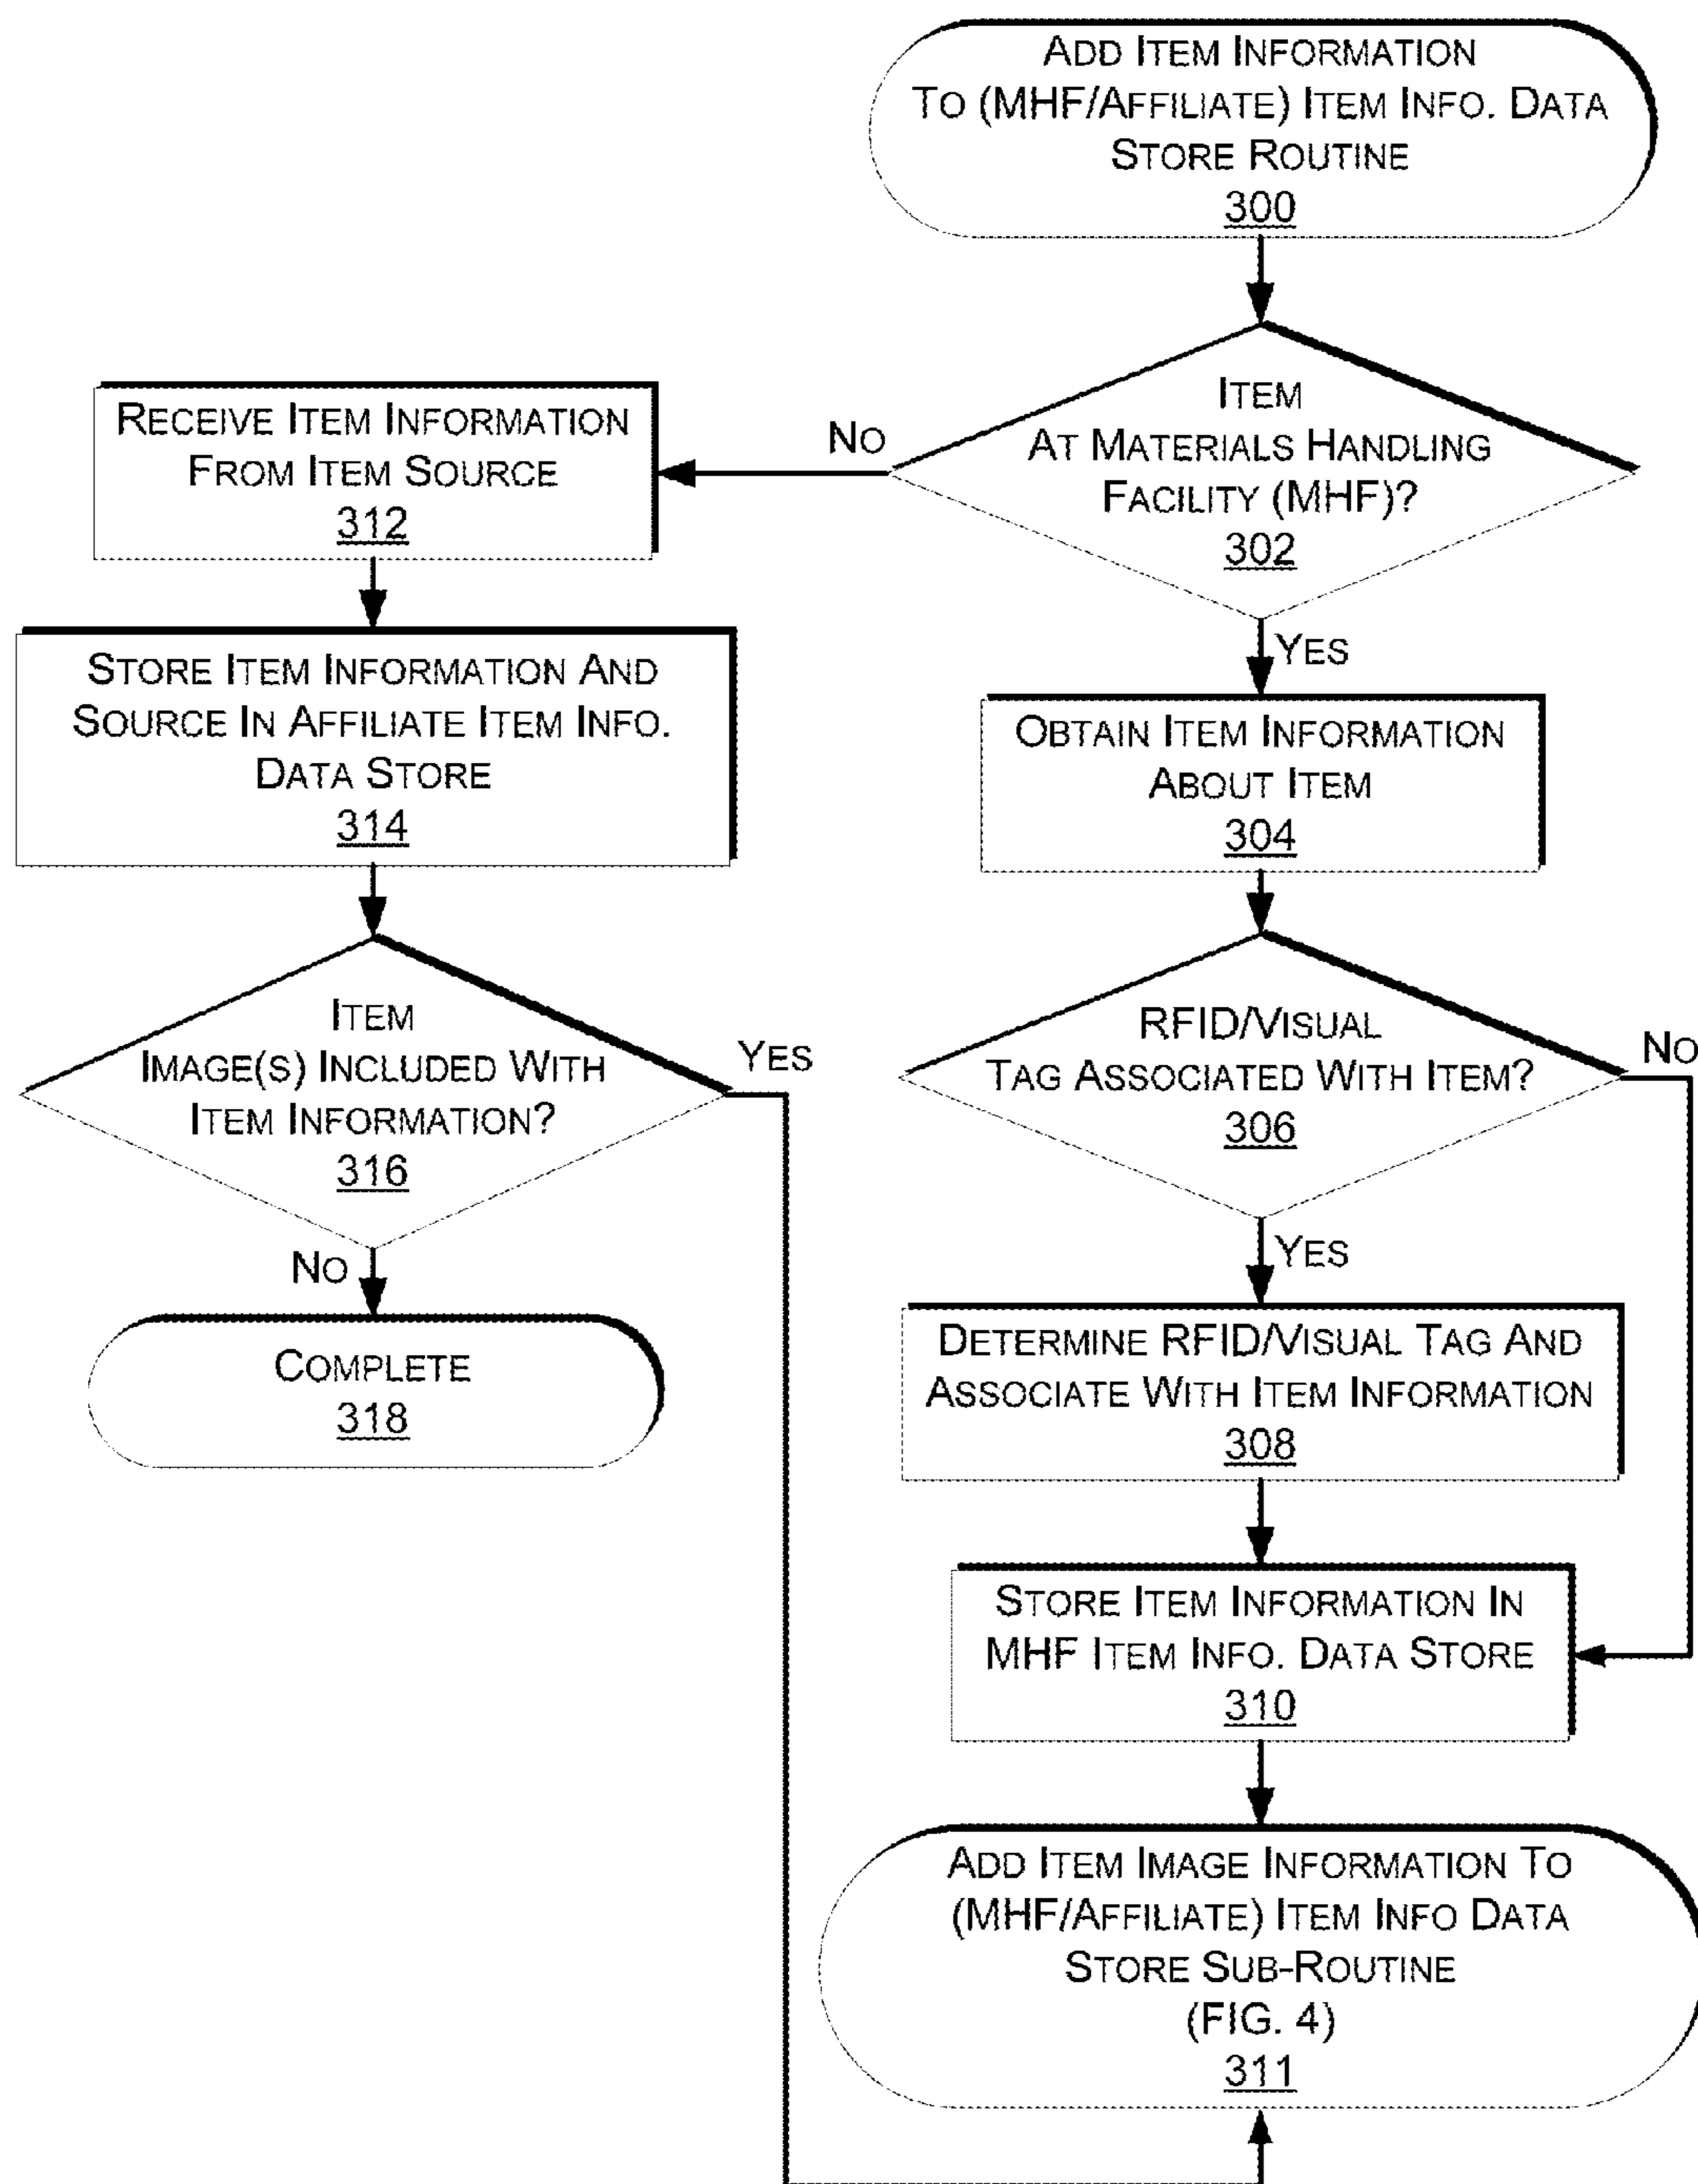 ADD ITEM INFORMATION
TO (MHF/AFFILIATE) ITEM INFO. DATA
STORE ROUTINE
300
ITEM
AT MATERIALS HANDLING
FACILITY (MHF)?
302
NO
RECEIVE ITEM INFORMATION
FROM ITEM SOURCE
312
YES
STORE ITEM INFORMATION AND
SOURCE IN AFFILIATE ITEM INFO.
DATA STORE
314
OBTAIN ITEM INFORMATION
ABOUT ITEM
304
ITEM
IMAGE(S) INCLUDED WITH
ITEM INFORMATION?
316
YES
RFID/VISUAL
TAG ASSOCIATED WITH ITEM?
306
NO
NO
YES
COMPLETE
318
DETERMINE RFID/VISUAL TAG AND
ASSOCIATE WITH ITEM INFORMATION
308
STORE ITEM INFORMATION IN
MHF ITEM INFO. DATA STORE
310
ADD ITEM IMAGE INFORMATION TO
(MHF/AFFILIATE) ITEM INFO DATA
STORE SUB-ROUTINE
(FIG. 4)
311